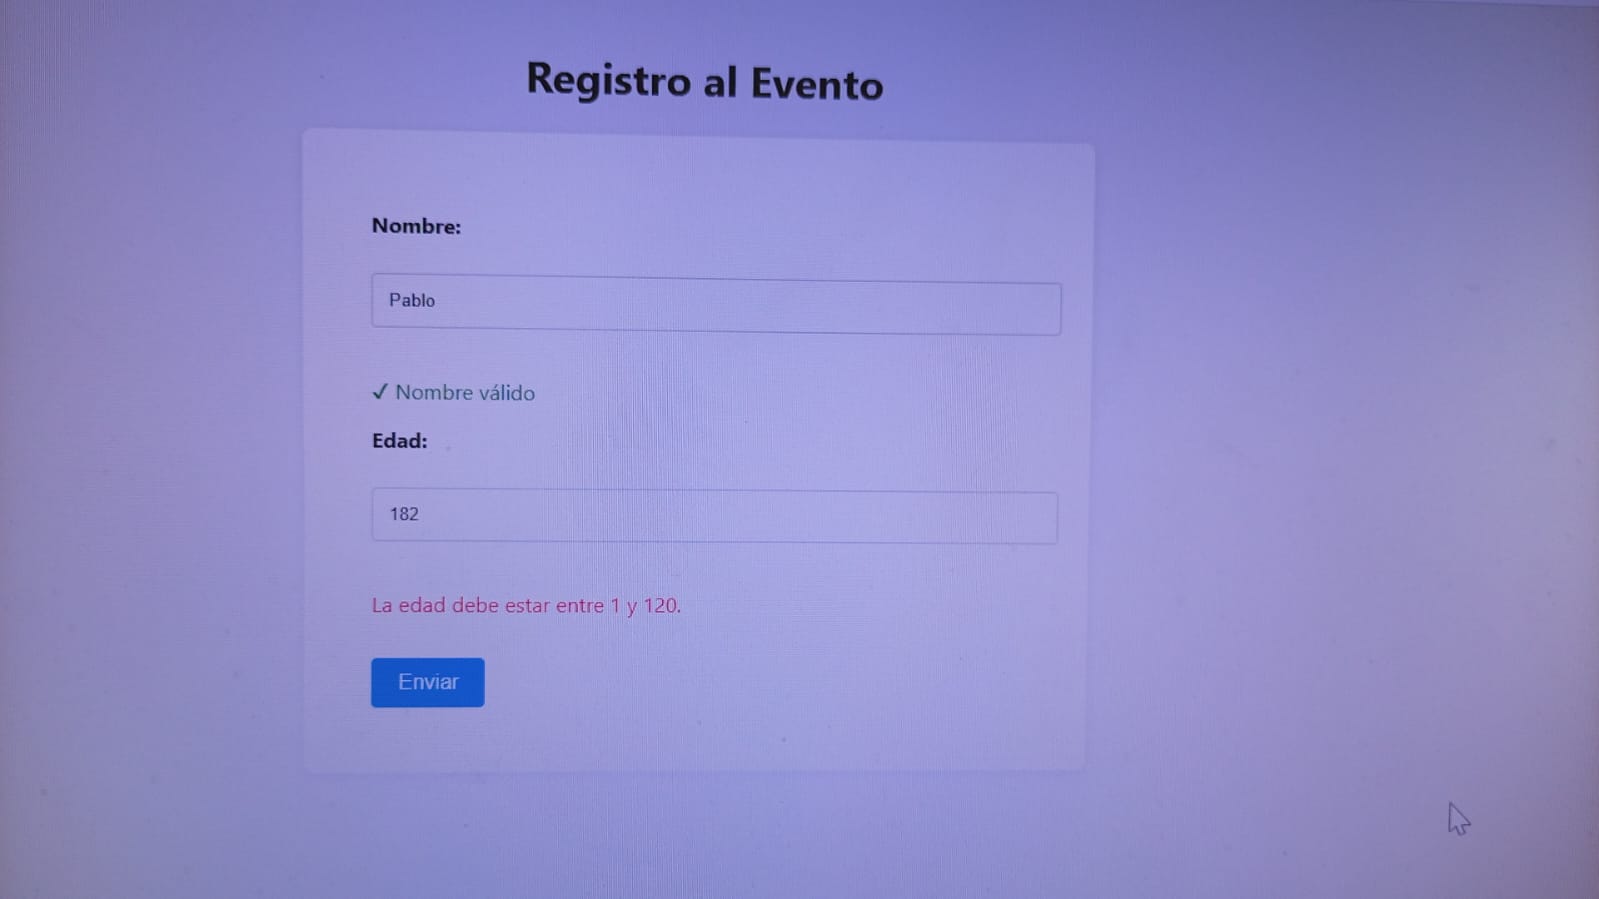 Registro al Evento
Nombre:
Pablo
✓ Nombre válido
Edad:
182
La edad debe estar entre 1 y 120.
Enviar